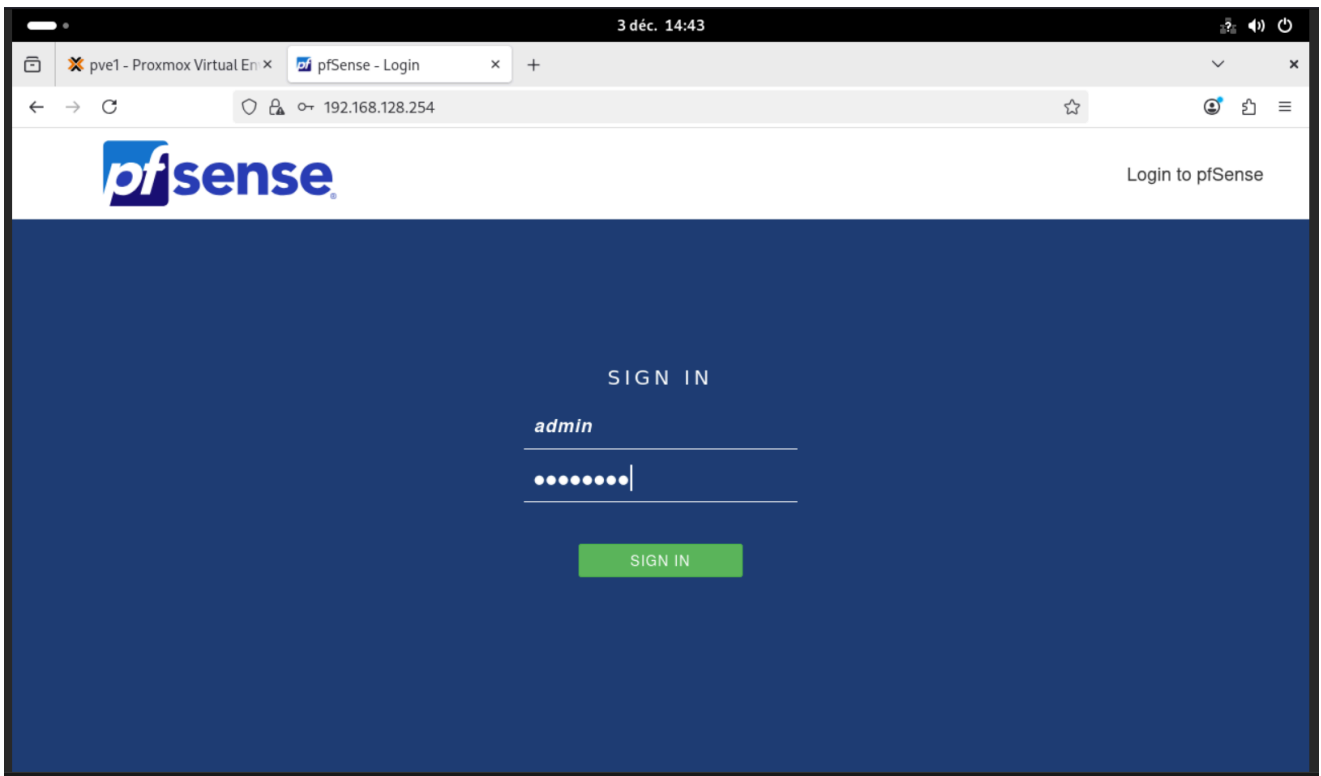 3 déc. 14:43
pve1 - Proxmox Virtual En
pfSense - Login
192.168.128.254
pfsense®
Login to pfSense
SIGN IN
admin
••••••••
SIGN IN